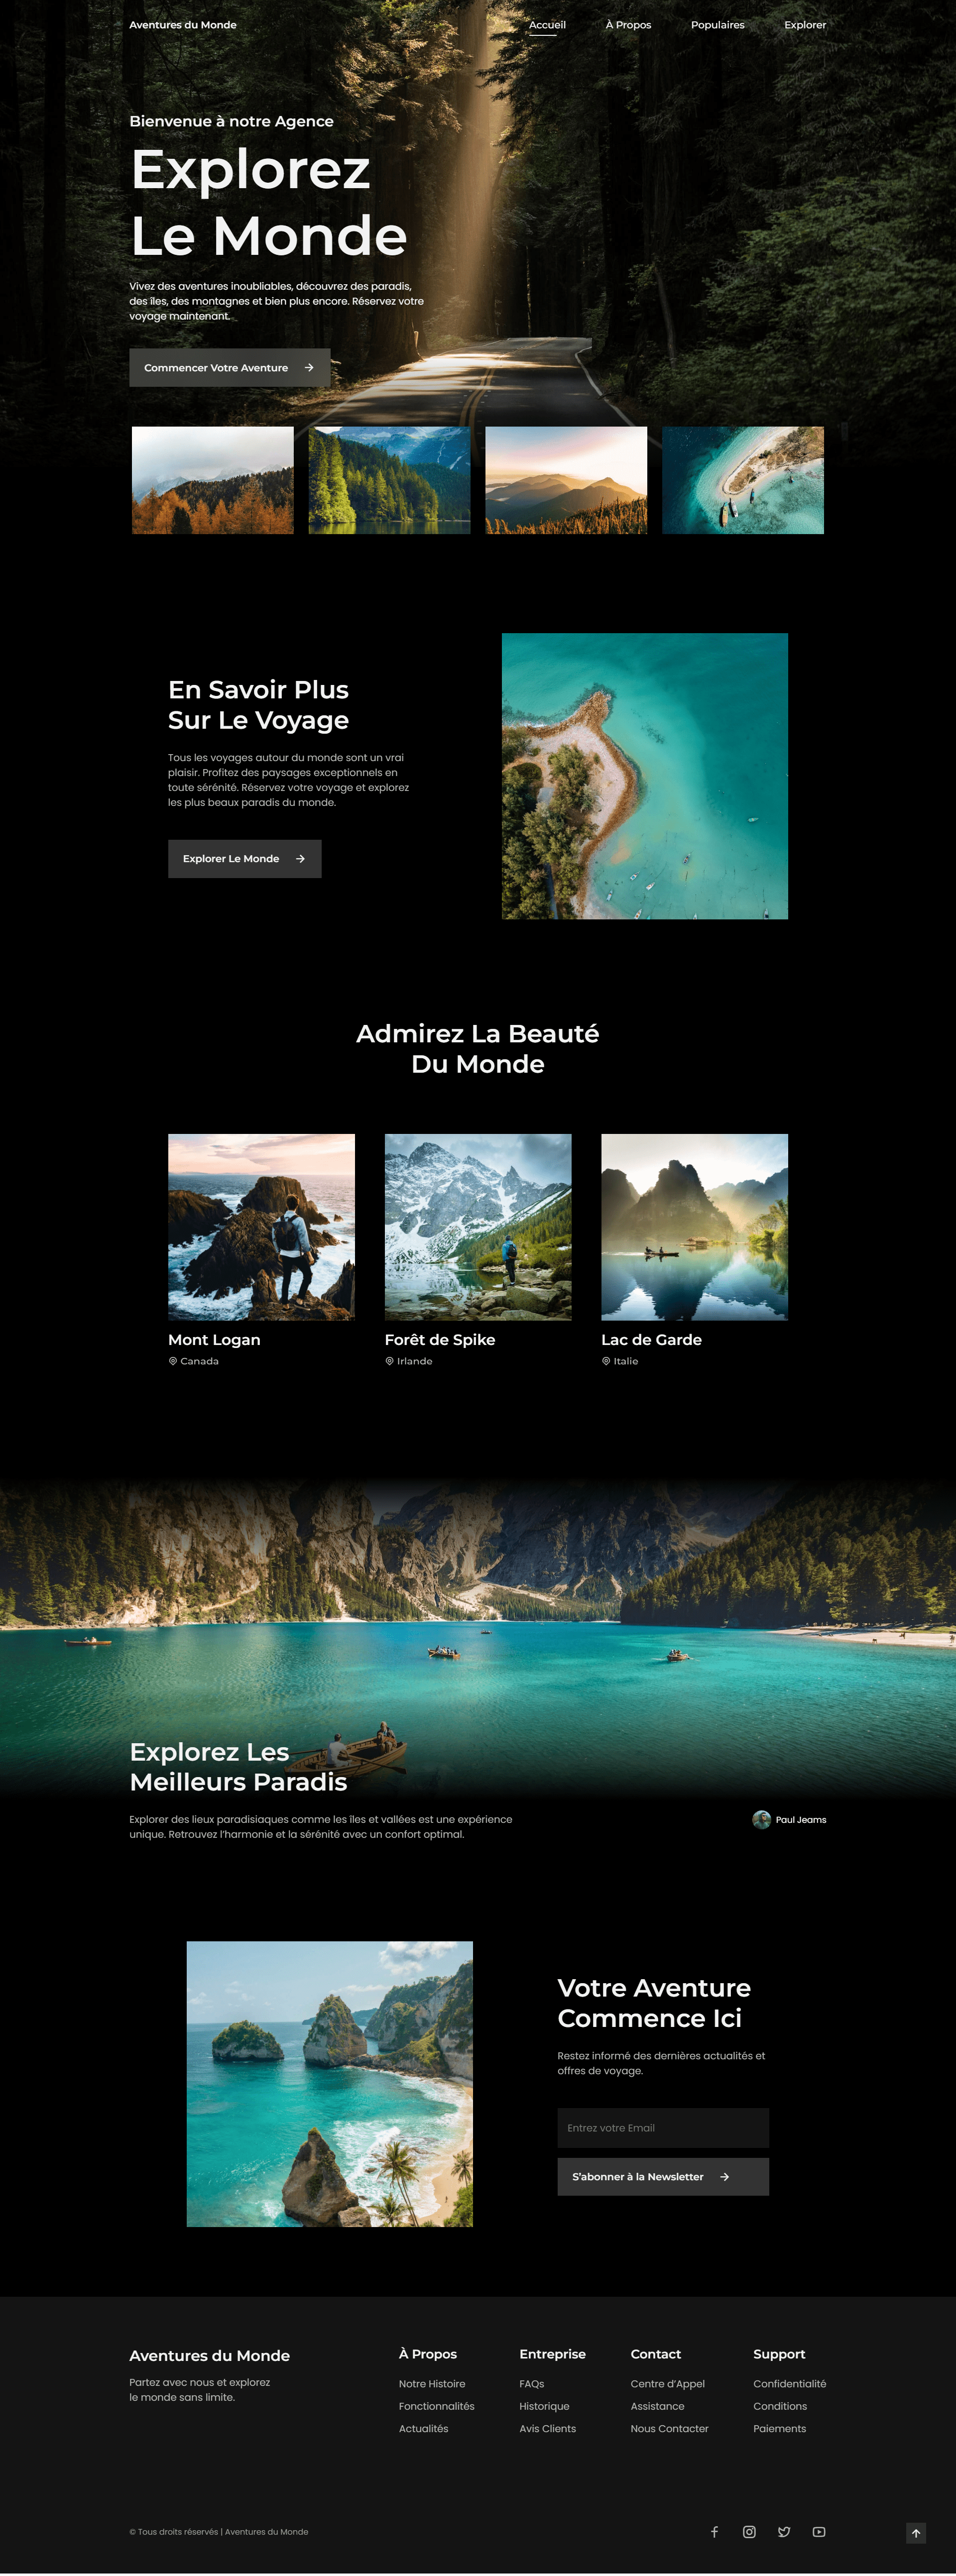 Aventures du Monde
Accueil
À Propos
Populaires
Explorer
Bienvenue à notre Agence
Explorez
Le Monde
Vivez des aventures inoubliables, découvrez des paradis,
des îles, des montagnes et bien plus encore. Réservez votre
voyage maintenant.
Commencer Votre Aventure
En Savoir Plus
Sur Le Voyage
Tous les voyages autour du monde sont un vrai
plaisir. Profitez des paysages exceptionnels en
toute sérénité. Réservez votre voyage et explorez
les plus beaux paradis du monde.
Explorer Le Monde
Admirez La Beauté
Du Monde
Mont Logan
Canada
Forêt de Spike
Irlande
Lac de Garde
Italie
Explorez Les
Meilleurs Paradis
Explorer des lieux paradisiaques comme les îles et vallées est une expérience
unique. Retrouvez l'harmonie et la sérénité avec un confort optimal.
Paul Jeams
Votre Aventure
Commence Ici
Restez informé des dernières actualités et
offres de voyage.
Entrez votre Email
S'abonner à la Newsletter
Aventures du Monde
Partez avec nous et explorez
le monde sans limite.
À Propos
Notre Histoire
Fonctionnalités
Actualités
Entreprise
FAQs
Historique
Avis Clients
Contact
Centre d'Appel
Assistance
Nous Contacter
Support
Confidentialité
Conditions
Paiements
© Tous droits réservés | Aventures du Monde